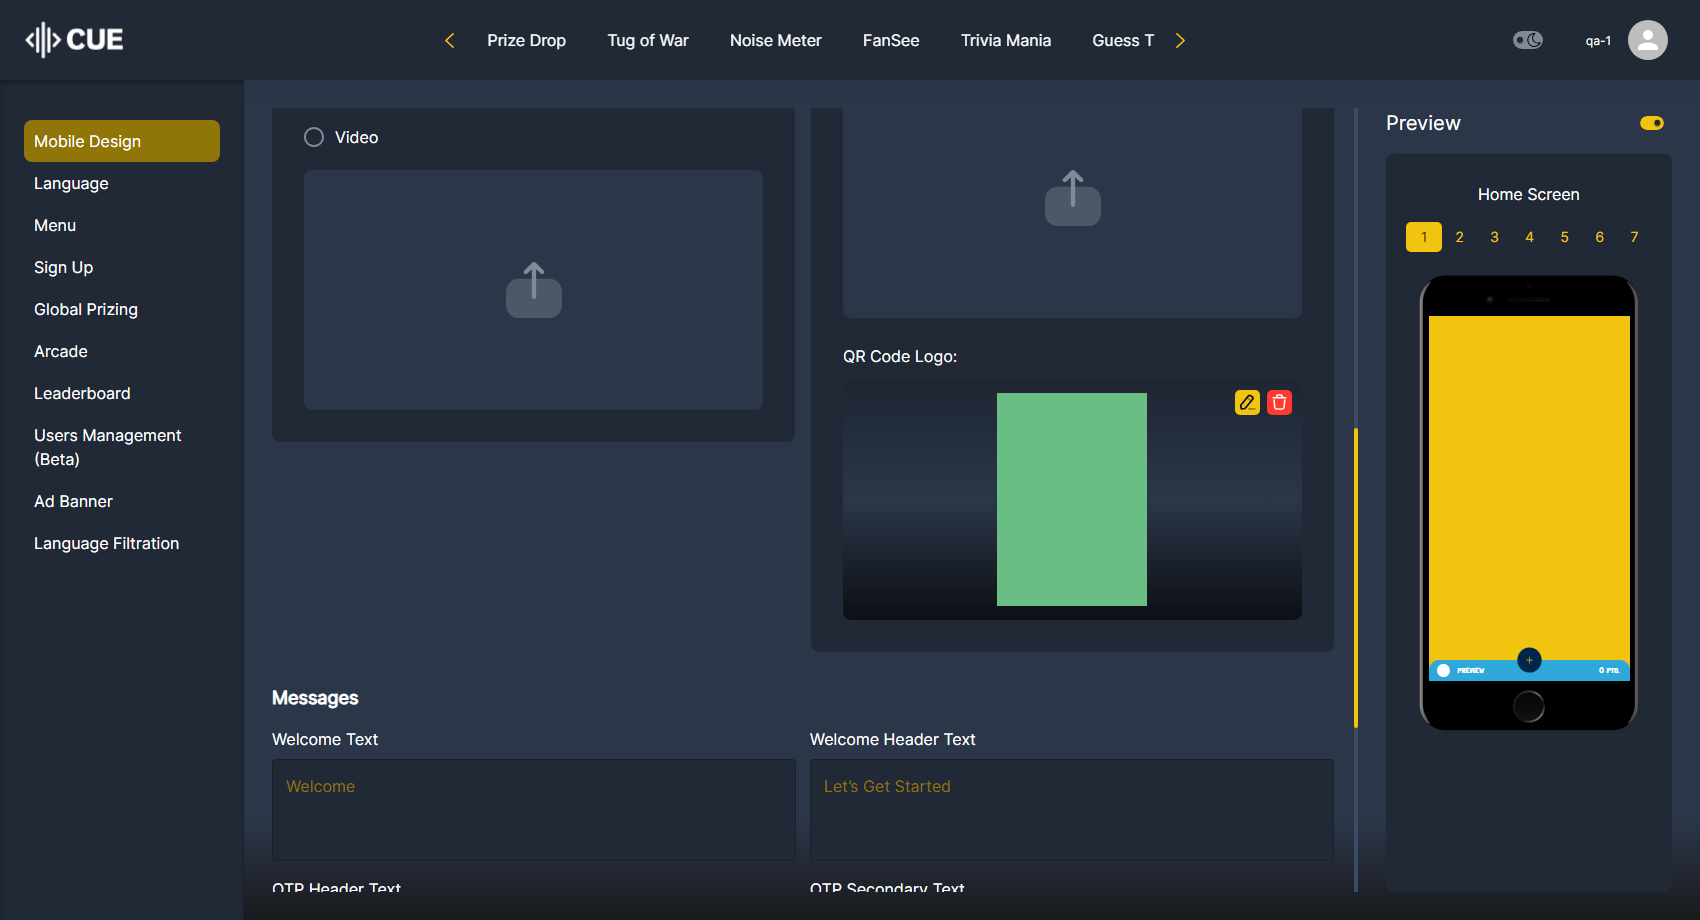 CUE
Prize Drop
Tug of War
Noise Meter
FanSee
Trivia Mania
Guess T
qa-1
Mobile Design
Language
Menu
Sign Up
Global Prizing
Arcade
Leaderboard
Users Management
(Beta)
Ad Banner
Language Filtration
Video
QR Code Logo:
Messages
Welcome Text
Welcome
Welcome Header Text
Let's Get Started
OTP Header Text
OTP Secondary Text
Preview
Home Screen
1 2 3 4 5 6 7
PREVIEW
0 PTS.